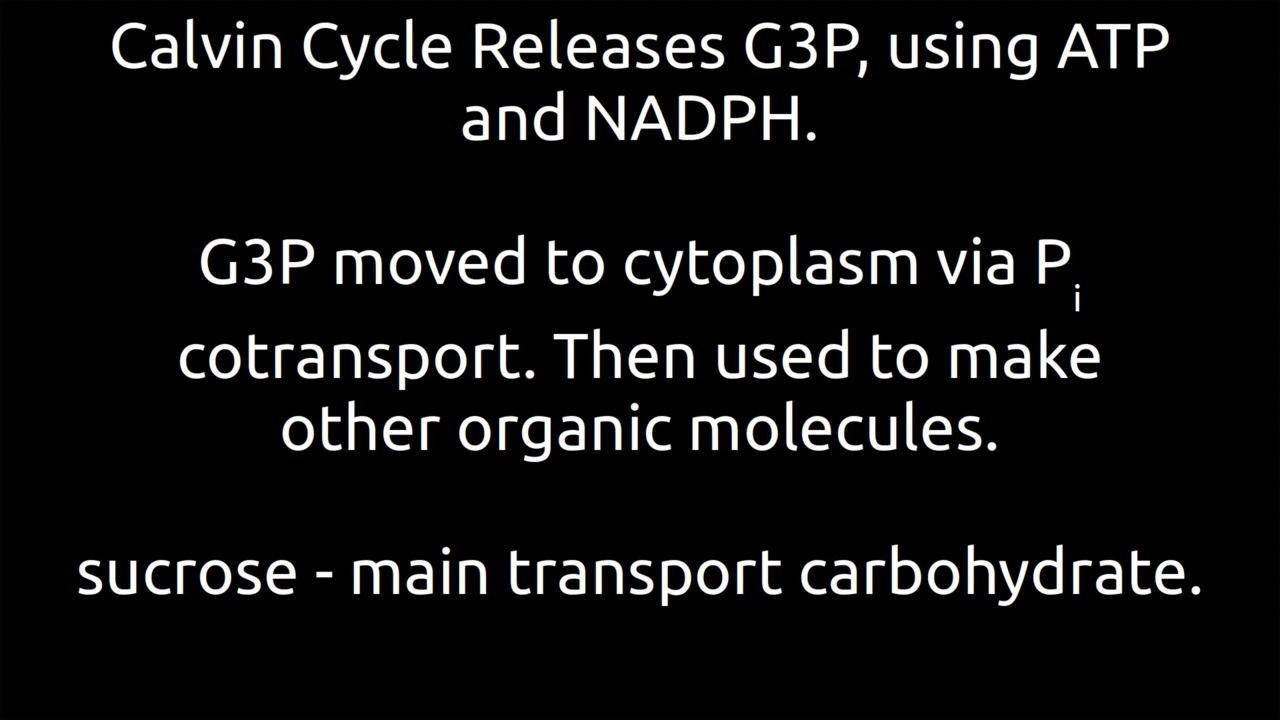 Calvin Cycle Releases G3P, using ATP
and NADPH.
G3P moved to cytoplasm via Pi
cotransport. Then used to make
other organic molecules.
sucrose - main transport carbohydrate.